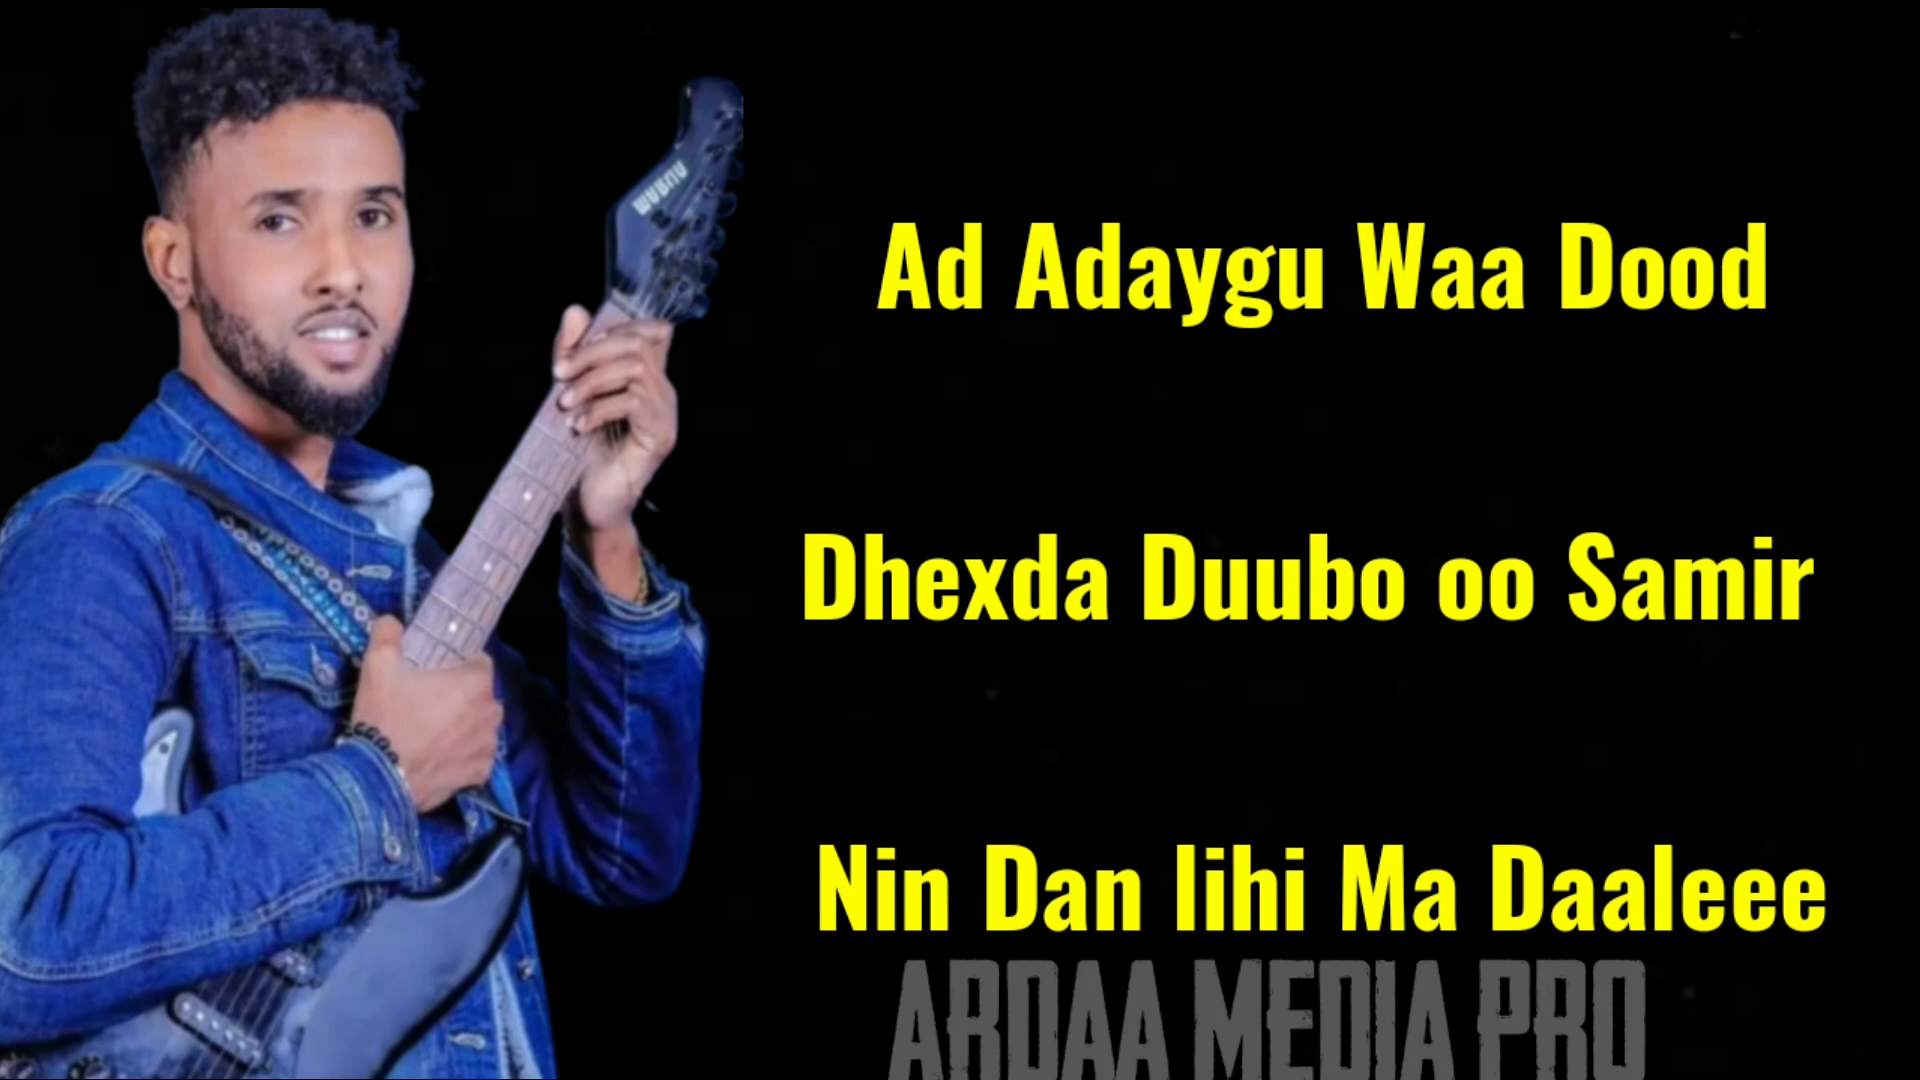 Ad Adaygu Waa Dood
Dhexda Duubo oo Samir
Nin Dan lihi Ma Daaleee
ARDAA MEDIA PRO